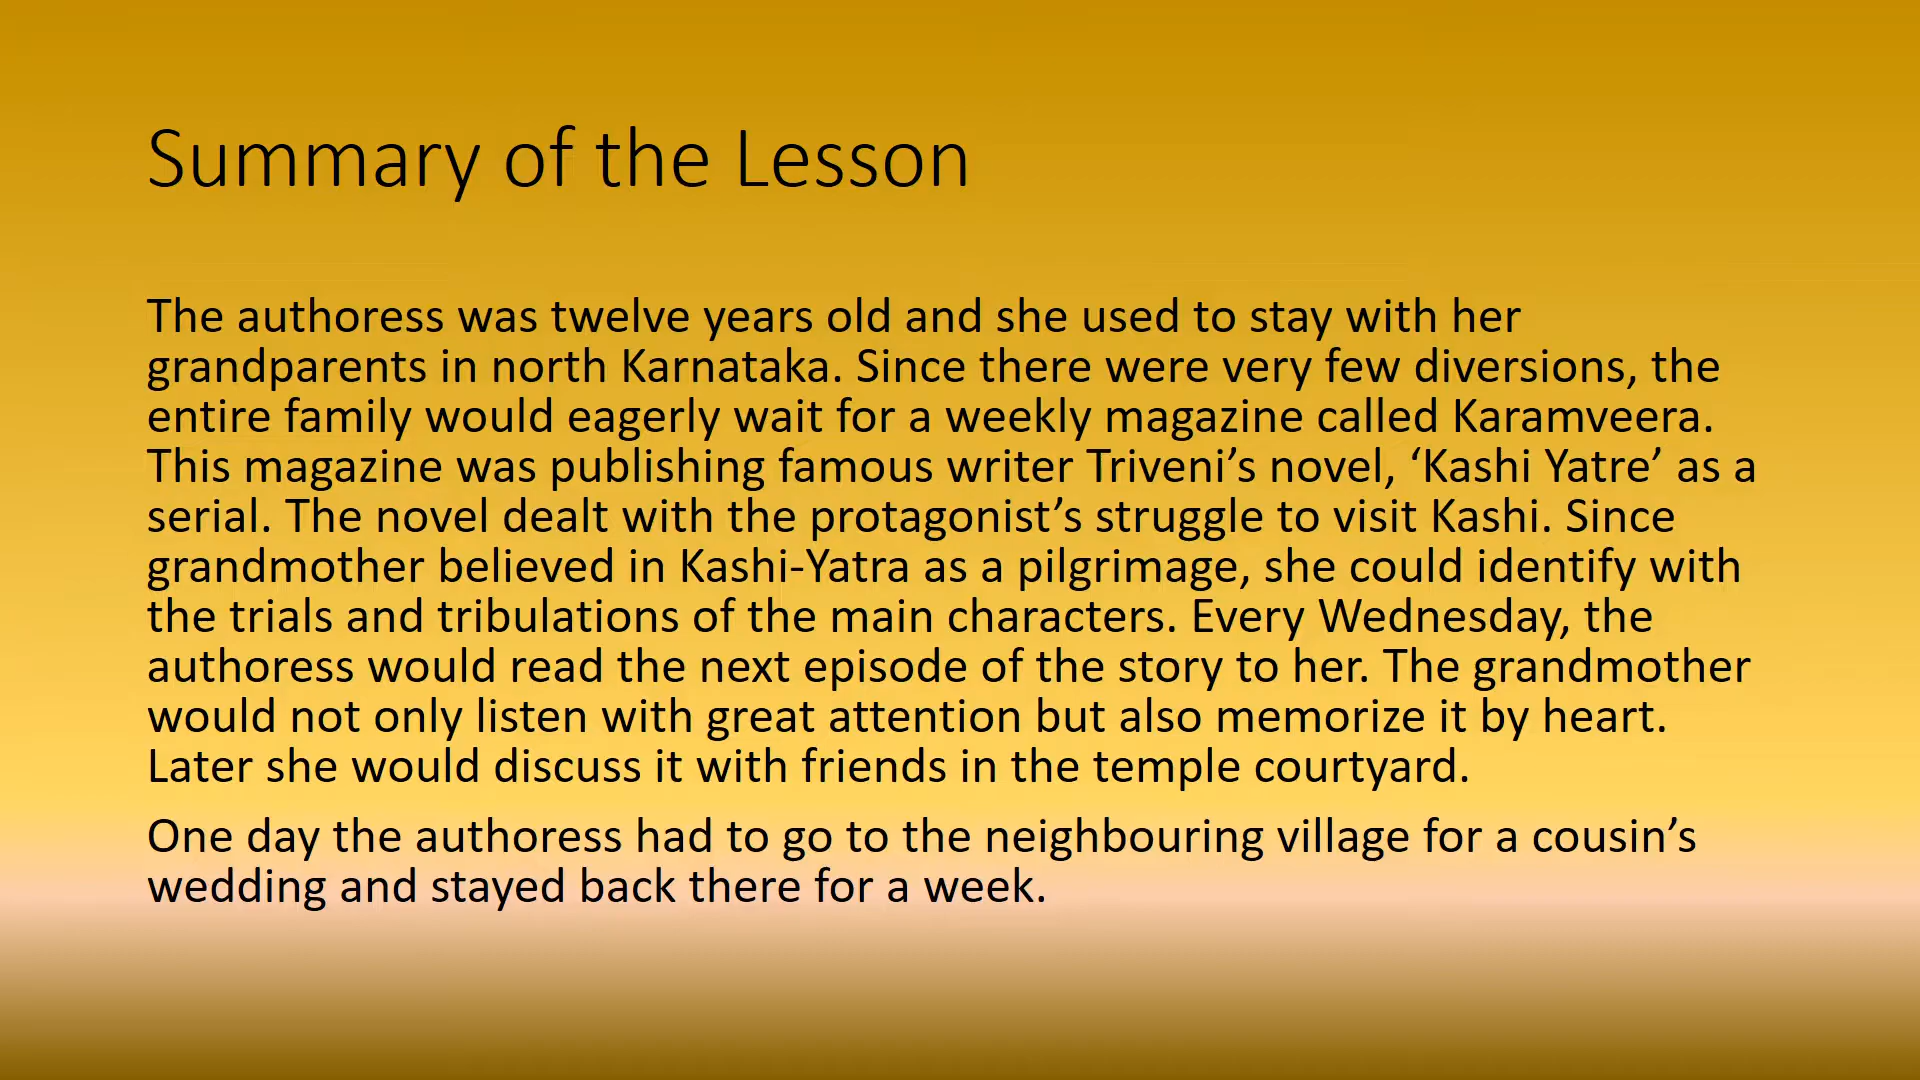 Summary of the Lesson
The authoress was twelve years old and she used to stay with her
grandparents in north Karnataka. Since there were very few diversions, the
entire family would eagerly wait for a weekly magazine called Karamveera.
This magazine was publishing famous writer Triveni’s novel, ‘Kashi Yatre’ as a
serial. The novel dealt with the protagonist’s struggle to visit Kashi. Since
grandmother believed in Kashi-Yatra as a pilgrimage, she could identify with
the trials and tribulations of the main characters. Every Wednesday, the
authoress would read the next episode of the story to her. The grandmother
would not only listen with great attention but also memorize it by heart.
Later she would discuss it with friends in the temple courtyard.
One day the authoress had to go to the neighbouring village for a cousin’s
wedding and stayed back there for a week.